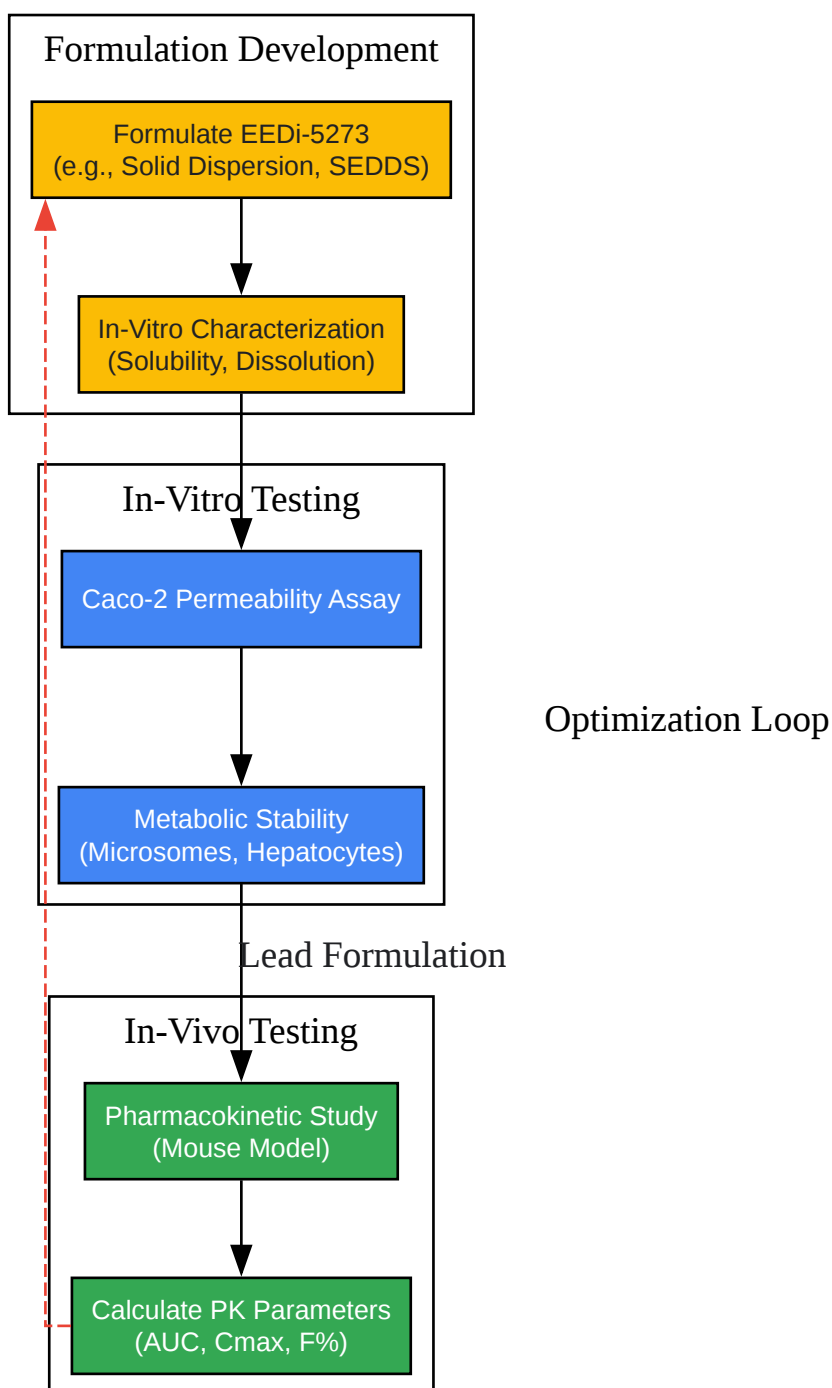 Formulation Development
Formulate EEDi-5273
(e.g., Solid Dispersion, SEDDS)
In-Vitro Characterization
(Solubility, Dissolution)
In-Vitro Testing
Caco-2 Permeability Assay
Optimization Loop
Metabolic Stability
(Microsomes, Hepatocytes)
Lead Formulation
In-Vivo Testing
Pharmacokinetic Study
(Mouse Model)
Calculate PK Parameters
(AUC, Cmax, F%)